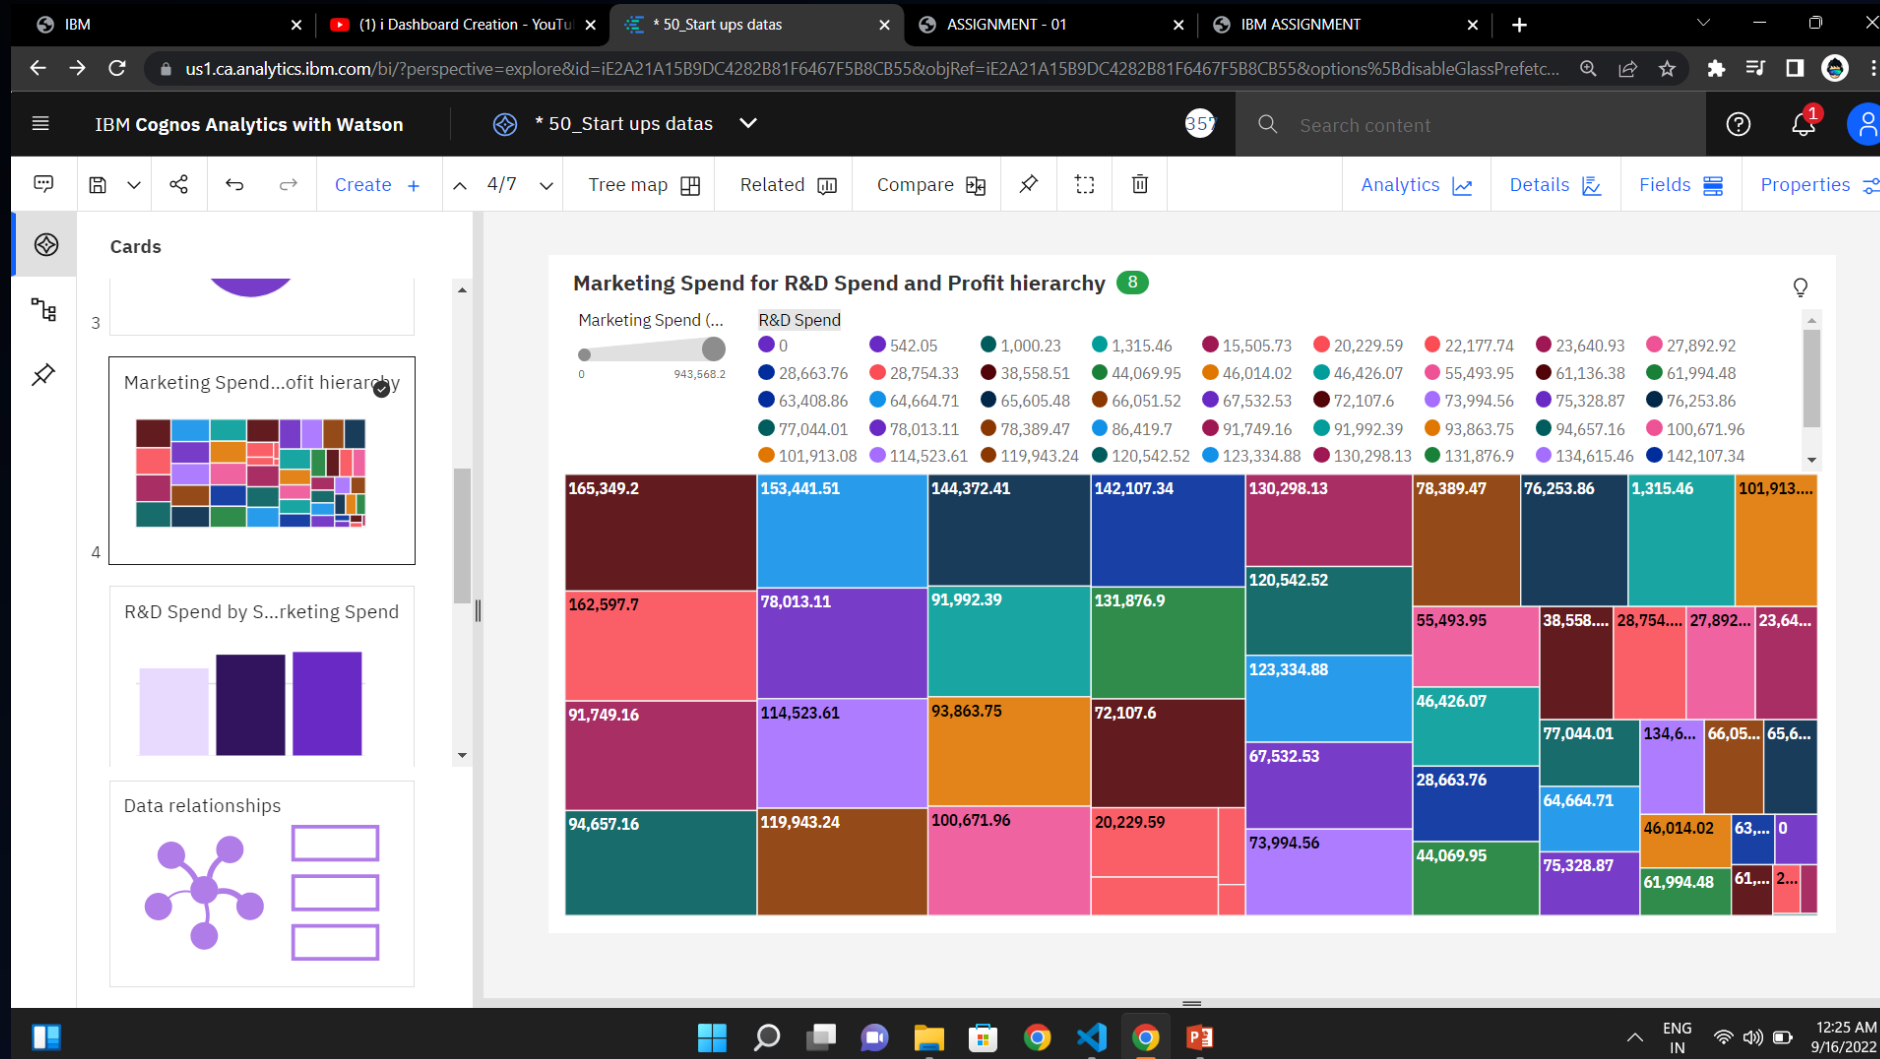 IBM
(1) i Dashboard Creation - YouTu
* 50_Start ups datas
ASSIGNMENT - 01
IBM ASSIGNMENT
us1.ca.analytics.ibm.com/bi/?perspective=explore&id=iE2A21A15B9DC4282B81F6467F5B8CB55&objRef=iE2A21A15B9DC4282B81F6467F5B8CB55&options%5BdisableGlassPrefetc...
IBM Cognos Analytics with Watson
* 50_Start ups datas
357
Search content
1
Create +
4/7
Tree map
Related
Compare
Analytics
Details
Fields
Properties
Cards
3
Marketing Spend...ofit hierarchy
4
R&D Spend by S...rketing Spend
Data relationships
Marketing Spend for R&D Spend and Profit hierarchy 8
Marketing Spend (...
0 943,568.2
R&D Spend
0 542.05 1,000.23 1,315.46 15,505.73 20,229.59 22,177.74 23,640.93 27,892.92
28,663.76 28,754.33 38,558.51 44,069.95 46,014.02 46,426.07 55,493.95 61,136.38 61,994.48
63,408.86 64,664.71 65,605.48 66,051.52 67,532.53 72,107.6 73,994.56 75,328.87 76,253.86
77,044.01 78,013.11 78,389.47 86,419.7 91,749.16 91,992.39 93,863.75 94,657.16 100,671.96
101,913.08 114,523.61 119,943.24 120,542.52 123,334.88 130,298.13 131,876.9 134,615.46 142,107.34
165,349.2
162,597.7
91,749.16
94,657.16
153,441.51
78,013.11
114,523.61
119,943.24
144,372.41
91,992.39
93,863.75
100,671.96
142,107.34
131,876.9
72,107.6
20,229.59
130,298.13
120,542.52
123,334.88
67,532.53
73,994.56
78,389.47
76,253.86
1,315.46
101,913....
55,493.95
46,426.07
28,663.76
44,069.95
38,558....
28,754....
27,892...
23,64...
77,044.01
64,664.71
75,328.87
134,6...
66,05...
65,6...
46,014.02
61,994.48
63,...
0
61,...
2...
ENG
IN
12:25 AM
9/16/2022